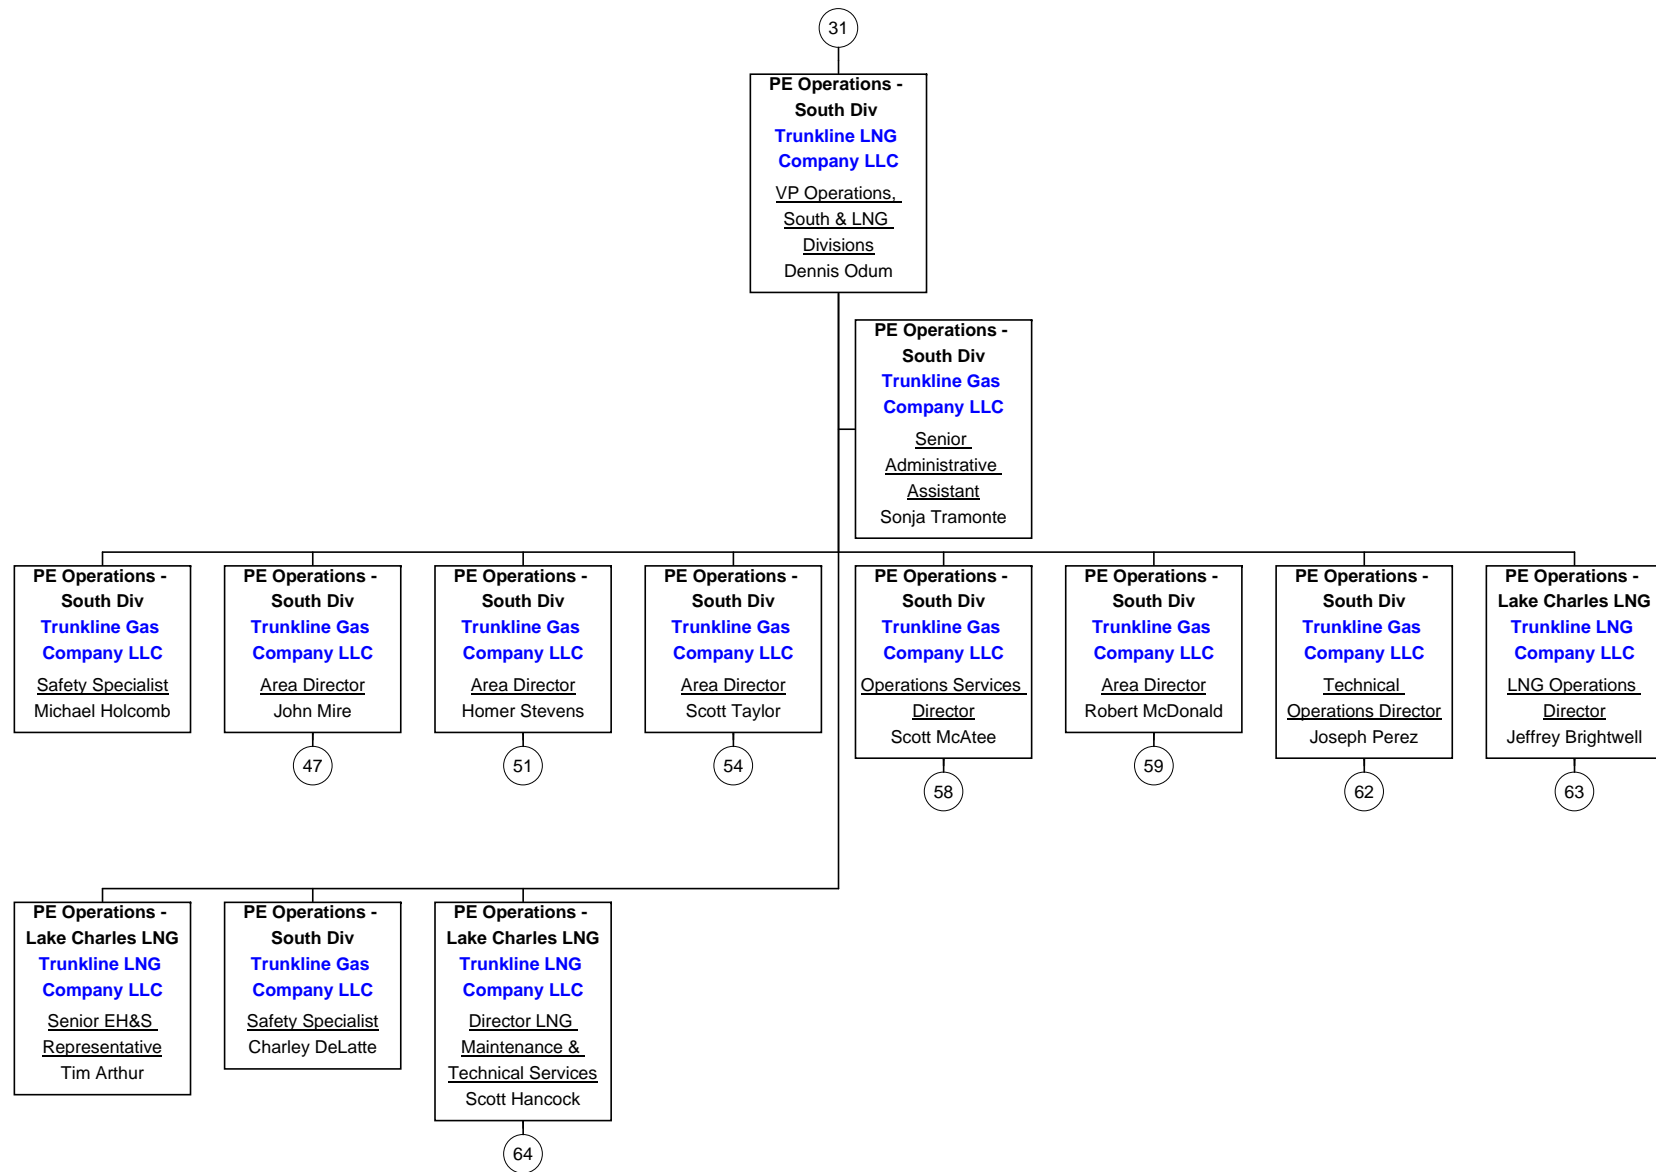 31
PE Operations -
South Div
Trunkline LNG
Company LLC
VP Operations,
South & LNG
Divisions
Dennis Odum
PE Operations -
South Div
Trunkline Gas
Company LLC
Senior
Administrative
Assistant
Sonja Tramonte
PE Operations -
South Div
Trunkline Gas
Company LLC
Safety Specialist
Michael Holcomb
PE Operations -
South Div
Trunkline Gas
Company LLC
Area Director
John Mire
47
PE Operations -
South Div
Trunkline Gas
Company LLC
Area Director
Homer Stevens
51
PE Operations -
South Div
Trunkline Gas
Company LLC
Area Director
Scott Taylor
54
PE Operations -
South Div
Trunkline Gas
Company LLC
Operations Services
Director
Scott McAtee
58
PE Operations -
South Div
Trunkline Gas
Company LLC
Area Director
Robert McDonald
59
PE Operations -
South Div
Trunkline Gas
Company LLC
Technical
Operations Director
Joseph Perez
62
PE Operations -
Lake Charles LNG
Trunkline LNG
Company LLC
LNG Operations
Director
Jeffrey Brightwell
63
PE Operations -
Lake Charles LNG
Trunkline LNG
Company LLC
Senior EH&S
Representative
Tim Arthur
PE Operations -
South Div
Trunkline Gas
Company LLC
Safety Specialist
Charley DeLatte
PE Operations -
Lake Charles LNG
Trunkline LNG
Company LLC
Director LNG
Maintenance &
Technical Services
Scott Hancock
64